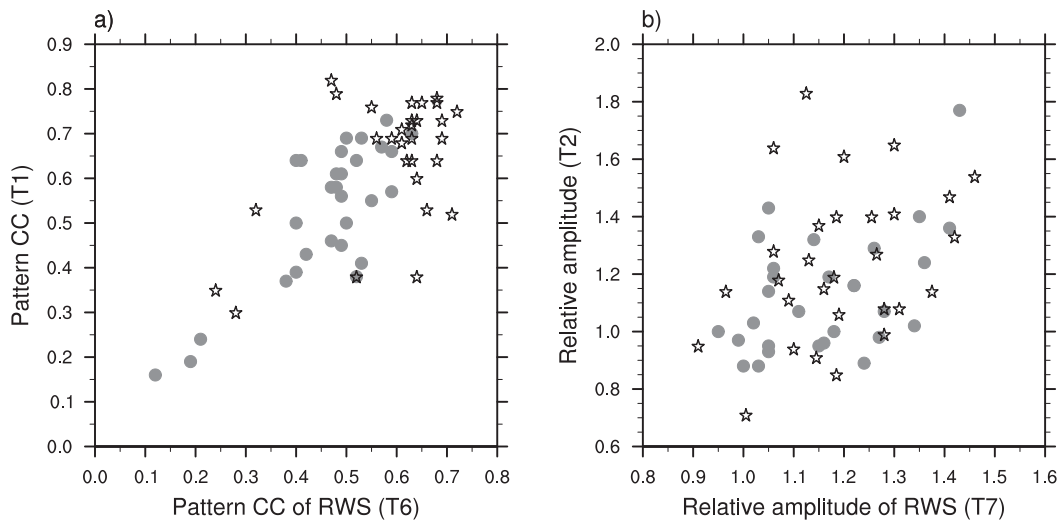 a)
0.9
0.8
0.7
0.6
0.5
0.4
0.3
0.2
0.1
0.0
Pattern CC (T1)
0.0 0.1 0.2 0.3 0.4 0.5 0.6 0.7 0.8
Pattern CC of RWS (T6)
b)
2.0
1.8
1.6
1.4
1.2
1.0
0.8
0.6
Relative amplitude (T2)
0.8 0.9 1.0 1.1 1.2 1.3 1.4 1.5 1.6
Relative amplitude of RWS (T7)